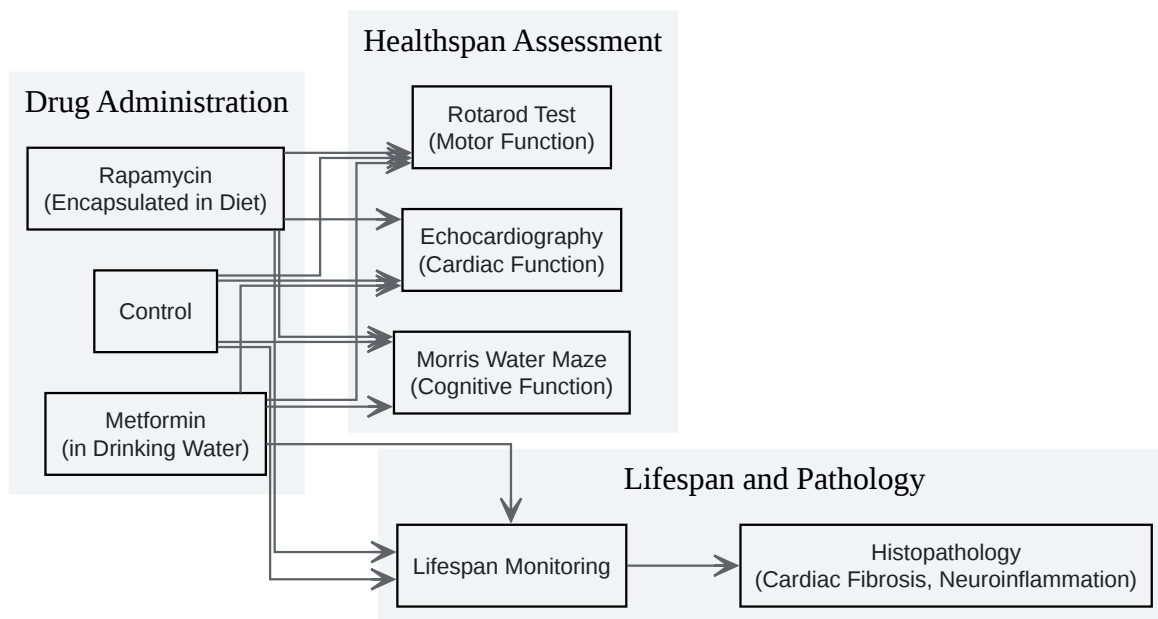 Healthspan Assessment
Drug Administration
Rotarod Test
(Motor Function)
Rapamycin
(Encapsulated in Diet)
Echocardiography
(Cardiac Function)
Control
Morris Water Maze
(Cognitive Function)
Metformin
(in Drinking Water)
Lifespan and Pathology
Lifespan Monitoring
Histopathology
(Cardiac Fibrosis, Neuroinflammation)